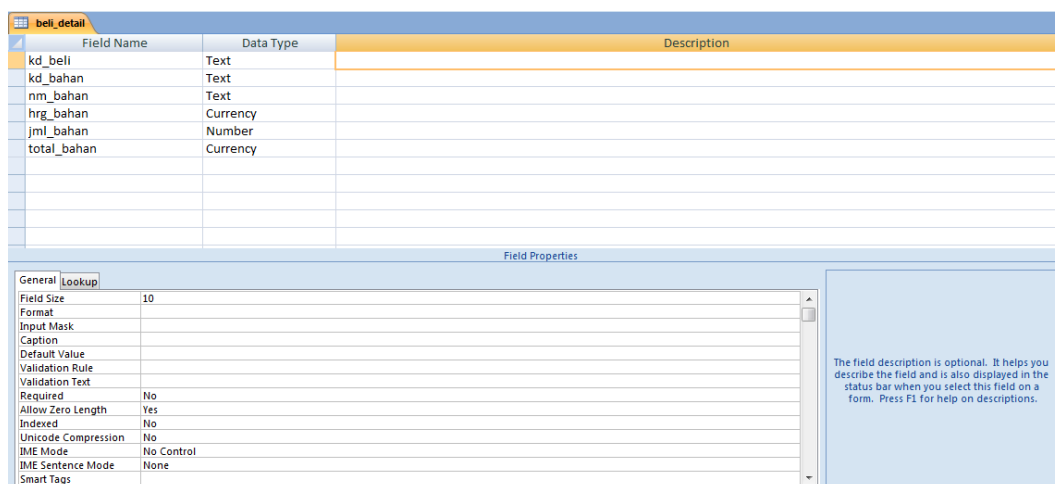 beli_detail
Field Name Data Type Description
kd_beli Text
kd_bahan Text
nm_bahan Text
hrg_bahan Currency
jml_bahan Number
total_bahan Currency
Field Properties
General Lookup
Field Size 10
Format
Input Mask
Caption
Default Value
Validation Rule
Validation Text
Required No
Allow Zero Length Yes
Indexed No
Unicode Compression No
IME Mode No Control
IME Sentence Mode None
Smart Tags
The field description is optional. It helps you
describe the field and is also displayed in the
status bar when you select this field on a
form. Press F1 for help on descriptions.